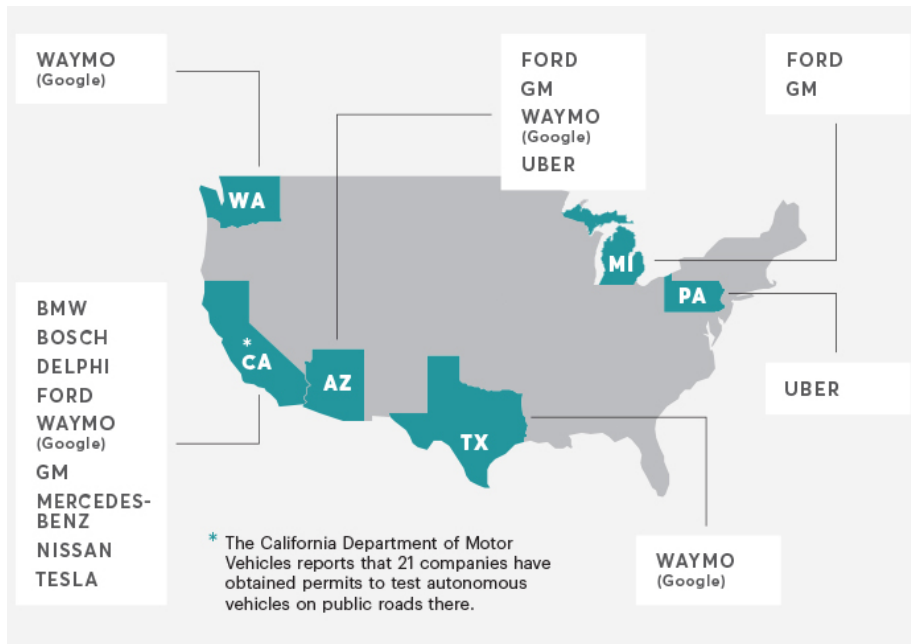 WAYMO
(Google)
FORD
GM
WAYMO
(Google)
UBER
FORD
GM
WA
MI
PA
BMW
BOSCH
DELPHI
FORD
WAYMO
(Google)
GM
MERCEDES-
BENZ
NISSAN
TESLA
*
CA
AZ
TX
UBER
* The California Department of Motor
Vehicles reports that 21 companies have
obtained permits to test autonomous
vehicles on public roads there.
WAYMO
(Google)